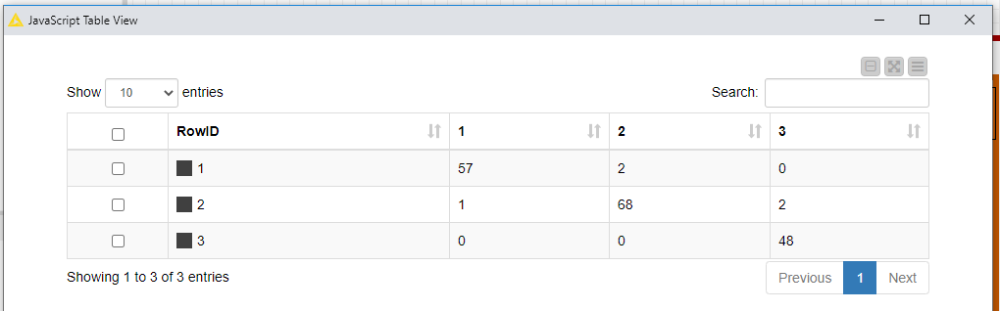 JavaScript Table View
Show 10 entries Search:
RowID 1 2 3
1 57 2 0
2 1 68 2
3 0 0 48
Showing 1 to 3 of 3 entries Previous 1 Next